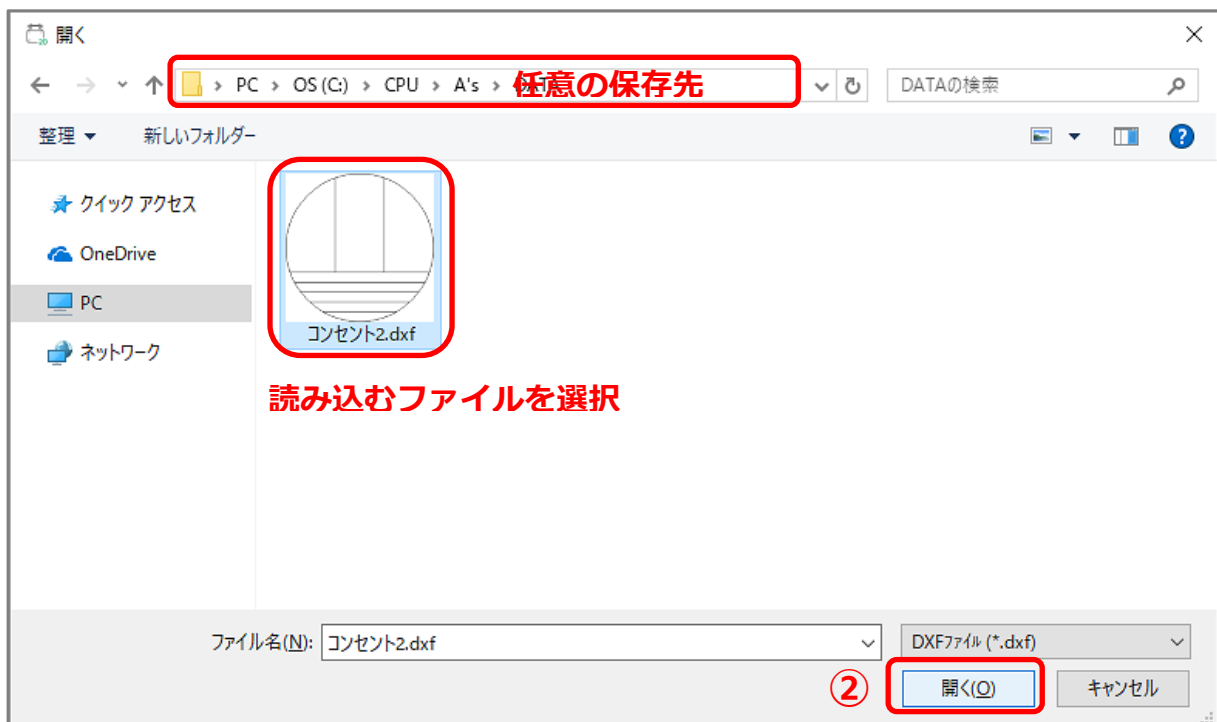 開く
PC › OS (C:) › CPU › A's › DATA
任意の保存先
DATAの検索
整理
新しいフォルダー
クイック アクセス
OneDrive
PC
ネットワーク
コンセント2.dxf
読み込むファイルを選択
ファイル名(N): コンセント2.dxf
DXFファイル (*.dxf)
② 開く(O) キャンセル